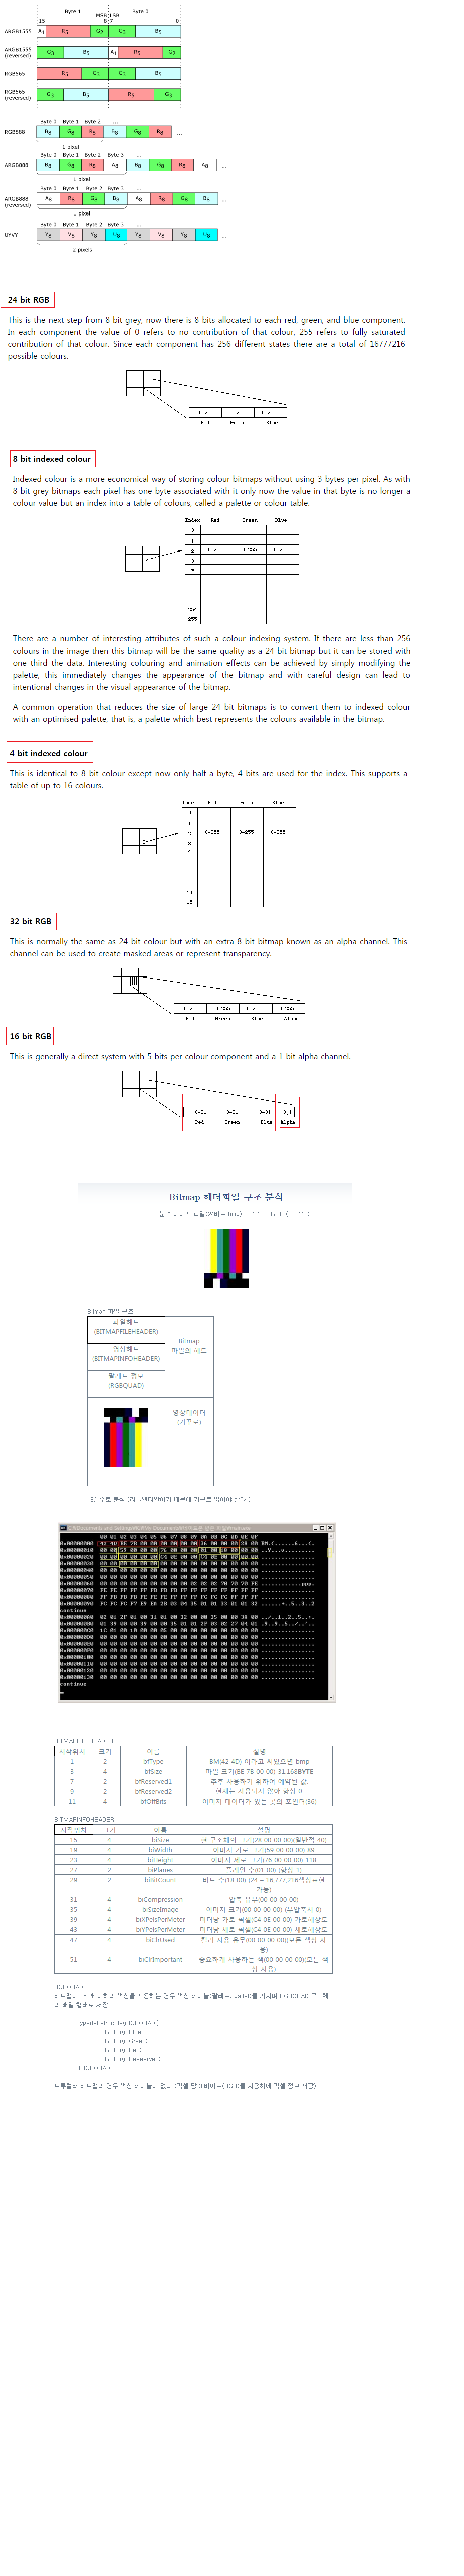 Byte 1 Byte 0
MSB LSB
15 8 7 0
ARGB1555 A1 R5 G2 G3 B5
ARGB1555
(reversed) G3 B5 A1 R5 G2
RGB565 R5 G3 G3 B5
RGB565
(reversed) G3 B5 R5 G3
Byte 0 Byte 1 Byte 2 ...
RGB888 B8 G8 R8 B8 G8 R8 ...
1 pixel
Byte 0 Byte 1 Byte 2 Byte 3 ...
ARGB888 B8 G8 R8 A8 B8 G8 R8 A8 ...
1 pixel
Byte 0 Byte 1 Byte 2 Byte 3 ...
ARGB888
(reversed) A8 R8 G8 B8 A8 R8 G8 B8 ...
1 pixel
Byte 0 Byte 1 Byte 2 Byte 3 ...
UYVY Y8 V8 Y8 U8 Y8 V8 Y8 U8 ...
2 pixels
24 bit RGB
This is the next step from 8 bit grey, now there is 8 bits allocated to each red, green, and blue component.
In each component the value of 0 refers to no contribution of that colour, 255 refers to fully saturated
contribution of that colour. Since each component has 256 different states there are a total of 16777216
possible colours.
0-255 0-255 0-255
Red Green Blue
8 bit indexed colour
Indexed colour is a more economical way of storing colour bitmaps without using 3 bytes per pixel. As with
8 bit grey bitmaps each pixel has one byte associated with it only now the value in that byte is no longer a
colour value but an index into a table of colours, called a palette or colour table.
Index Red Green Blue
0
1
2 2 0-255 0-255 0-255
3
4
254
255
There are a number of interesting attributes of such a colour indexing system. If there are less than 256
colours in the image then this bitmap will be the same quality as a 24 bit bitmap but it can be stored with
one third the data. Interesting colouring and animation effects can be achieved by simply modifying the
palette, this immediately changes the appearance of the bitmap and with careful design can lead to
intentional changes in the visual appearance of the bitmap.
A common operation that reduces the size of large 24 bit bitmaps is to convert them to indexed colour
with an optimised palette, that is, a palette which best represents the colours available in the bitmap.
4 bit indexed colour
This is identical to 8 bit colour except now only half a byte, 4 bits are used for the index. This supports a
table of up to 16 colours.
Index Red Green Blue
0
1
2 2 0-255 0-255 0-255
3
4
14
15
32 bit RGB
This is normally the same as 24 bit colour but with an extra 8 bit bitmap known as an alpha channel. This
channel can be used to create masked areas or represent transparency.
0-255 0-255 0-255 0-255
Red Green Blue Alpha
16 bit RGB
This is generally a direct system with 5 bits per colour component and a 1 bit alpha channel.
0-31 0-31 0-31 0,1
Red Green Blue Alpha
Bitmap 헤더파일 구조 분석
분석 이미지 파일(24비트 bmp) - 31.168 BYTE (89X118)
Bitmap 파일 구조
파일헤드
(BITMAPFILEHEADER)
영상헤드
(BITMAPINFOHEADER)
팔레트 정보
(RGBQUAD)
Bitmap
파일의 헤드
영상데이터
(거꾸로)
16진수로 분석 (리틀엔디안이기 때문에 거꾸로 읽어야 한다.)
00 01 02 03 04 05 06 07 08 09 0A 0B 0C 0D 0E 0F
continue
continue
BITMAPFILEHEADER
시작위치 크기 이름 설명
1 2 bfType BM(42 4D) 이라고 써있으면 bmp
3 4 bfSize 파일 크기(BE 7B 00 00) 31,168BYTE
7 2 bfReserved1 추후 사용하기 위하여 예약된 값.
9 2 bfReserved2 현재는 사용되지 않아 항상 0.
11 4 bfOffBits 이미지 데이터가 있는 곳의 포인터(36)
BITMAPINFOHEADER
시작위치 크기 이름 설명
15 4 biSize 현 구조체의 크기(28 00 00 00)(일반적 40)
19 4 biWidth 이미지 가로 크기(59 00 00 00) 89
23 4 biHeight 이미지 세로 크기(76 00 00 00) 118
27 2 biPlanes 플레인 수(01 00) (항상 1)
29 2 biBitCount 비트 수(18 00) (24 – 16,777,216색상표현
가능)
31 4 biCompression 압축 유무(00 00 00 00)
35 4 biSizeImage 이미지 크기(00 00 00 00) (무압축시 0)
39 4 biXPelsPerMeter 미터당 가로 픽셀(C4 0E 00 00) 가로해상도
43 4 biYPelsPerMeter 미터당 세로 픽셀(C4 0E 00 00) 세로해상도
47 4 biClrUsed 컬러 사용 유무(00 00 00 00)(모든 색상 사
용)
51 4 biClrImportant 중요하게 사용하는 색(00 00 00 00)(모든 색
상 사용)
RGBQUAD
비트맵이 256개 이하의 색상을 사용하는 경우 색상 테이블(팔레트, pallet)를 가지며 RGBQUAD 구조체
의 배열 형태로 저장
typedef struct tagRGBQUAD{
BYTE rgbBlue;
BYTE rgbGreen;
BYTE rgbRed;
BYTE rgbResearved;
}RGBQUAD;
트루컬러 비트맵의 경우 색상 테이블이 없다.(픽셀 당 3 바이트(RGB)를 사용하여 픽셀 정보 저장)